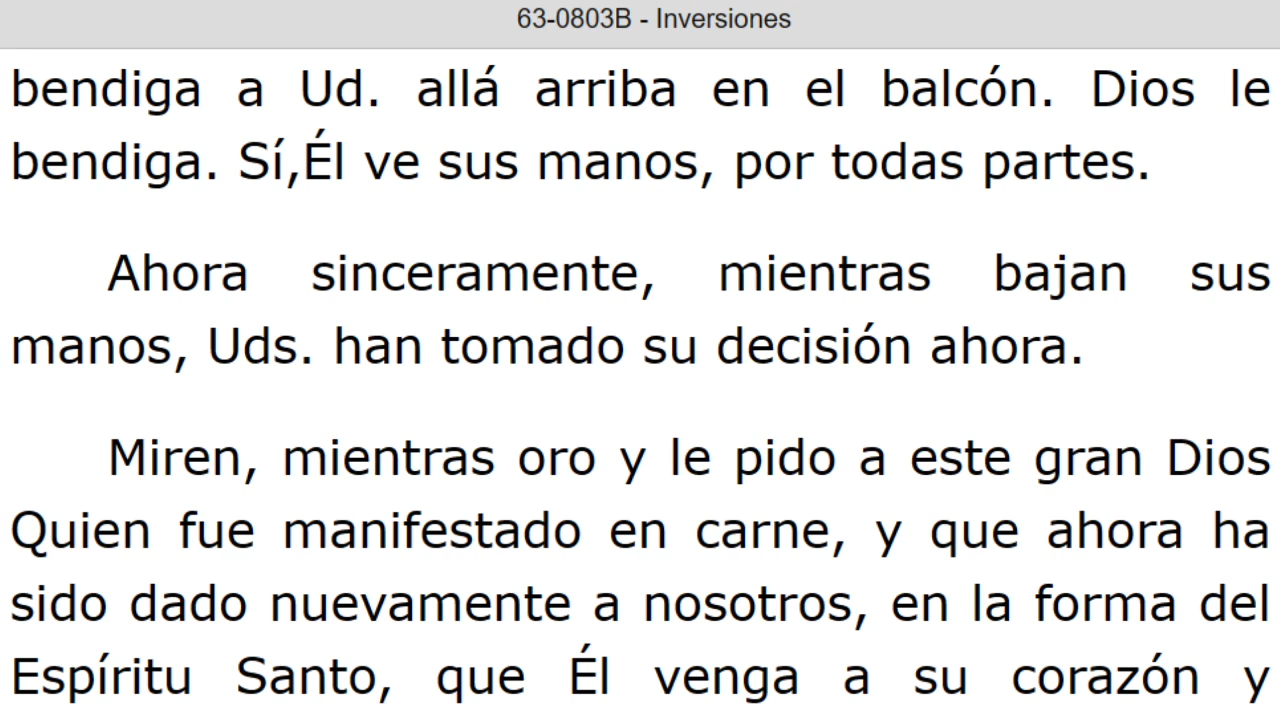 63-0803B - Inversiones
bendiga a Ud. allá arriba en el balcón. Dios le
bendiga. Sí,Él ve sus manos, por todas partes.
Ahora sinceramente, mientras bajan sus
manos, Uds. han tomado su decisión ahora.
Miren, mientras oro y le pido a este gran Dios
Quien fue manifestado en carne, y que ahora ha
sido dado nuevamente a nosotros, en la forma del
Espíritu Santo, que Él venga a su corazón y